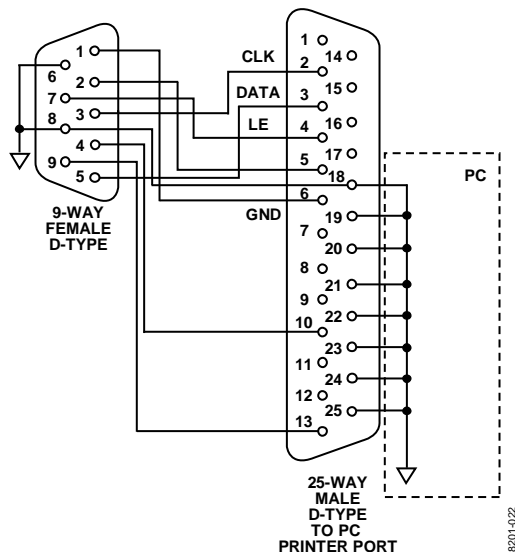 1
6
2
7
3
8
4
9
5
9-WAY
FEMALE
D-TYPE
CLK
DATA
LE
GND
1
14
2
15
3
16
4
17
5
18
6
19
7
20
8
21
9
22
10
23
11
24
12
25
13
25-WAY
MALE
D-TYPE
TO PC
PRINTER PORT
PC
8201-022